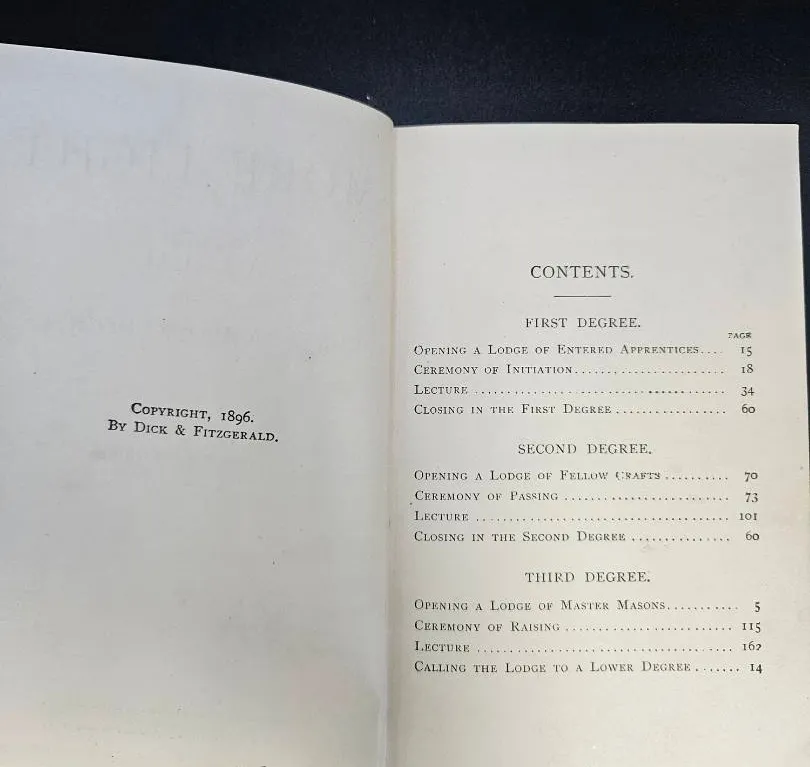 COPYRIGHT, 1896.
BY DICK & FITZGERALD.
CONTENTS.
FIRST DEGREE.
PAGE
OPENING A LODGE OF ENTERED APPRENTICES.... 15
CEREMONY OF INITIATION....................... 18
LECTURE ...................................... 34
CLOSING IN THE FIRST DEGREE................. 60
SECOND DEGREE.
OPENING A LODGE OF FELLOW CRAFTS .......... 70
CEREMONY OF PASSING ......................... 73
LECTURE ...................................... 101
CLOSING IN THE SECOND DEGREE ............... 60
THIRD DEGREE.
OPENING A LODGE OF MASTER MASONS........... 5
CEREMONY OF RAISING ......................... 115
LECTURE ...................................... 162
CALLING THE LODGE TO A LOWER DEGREE ....... 14